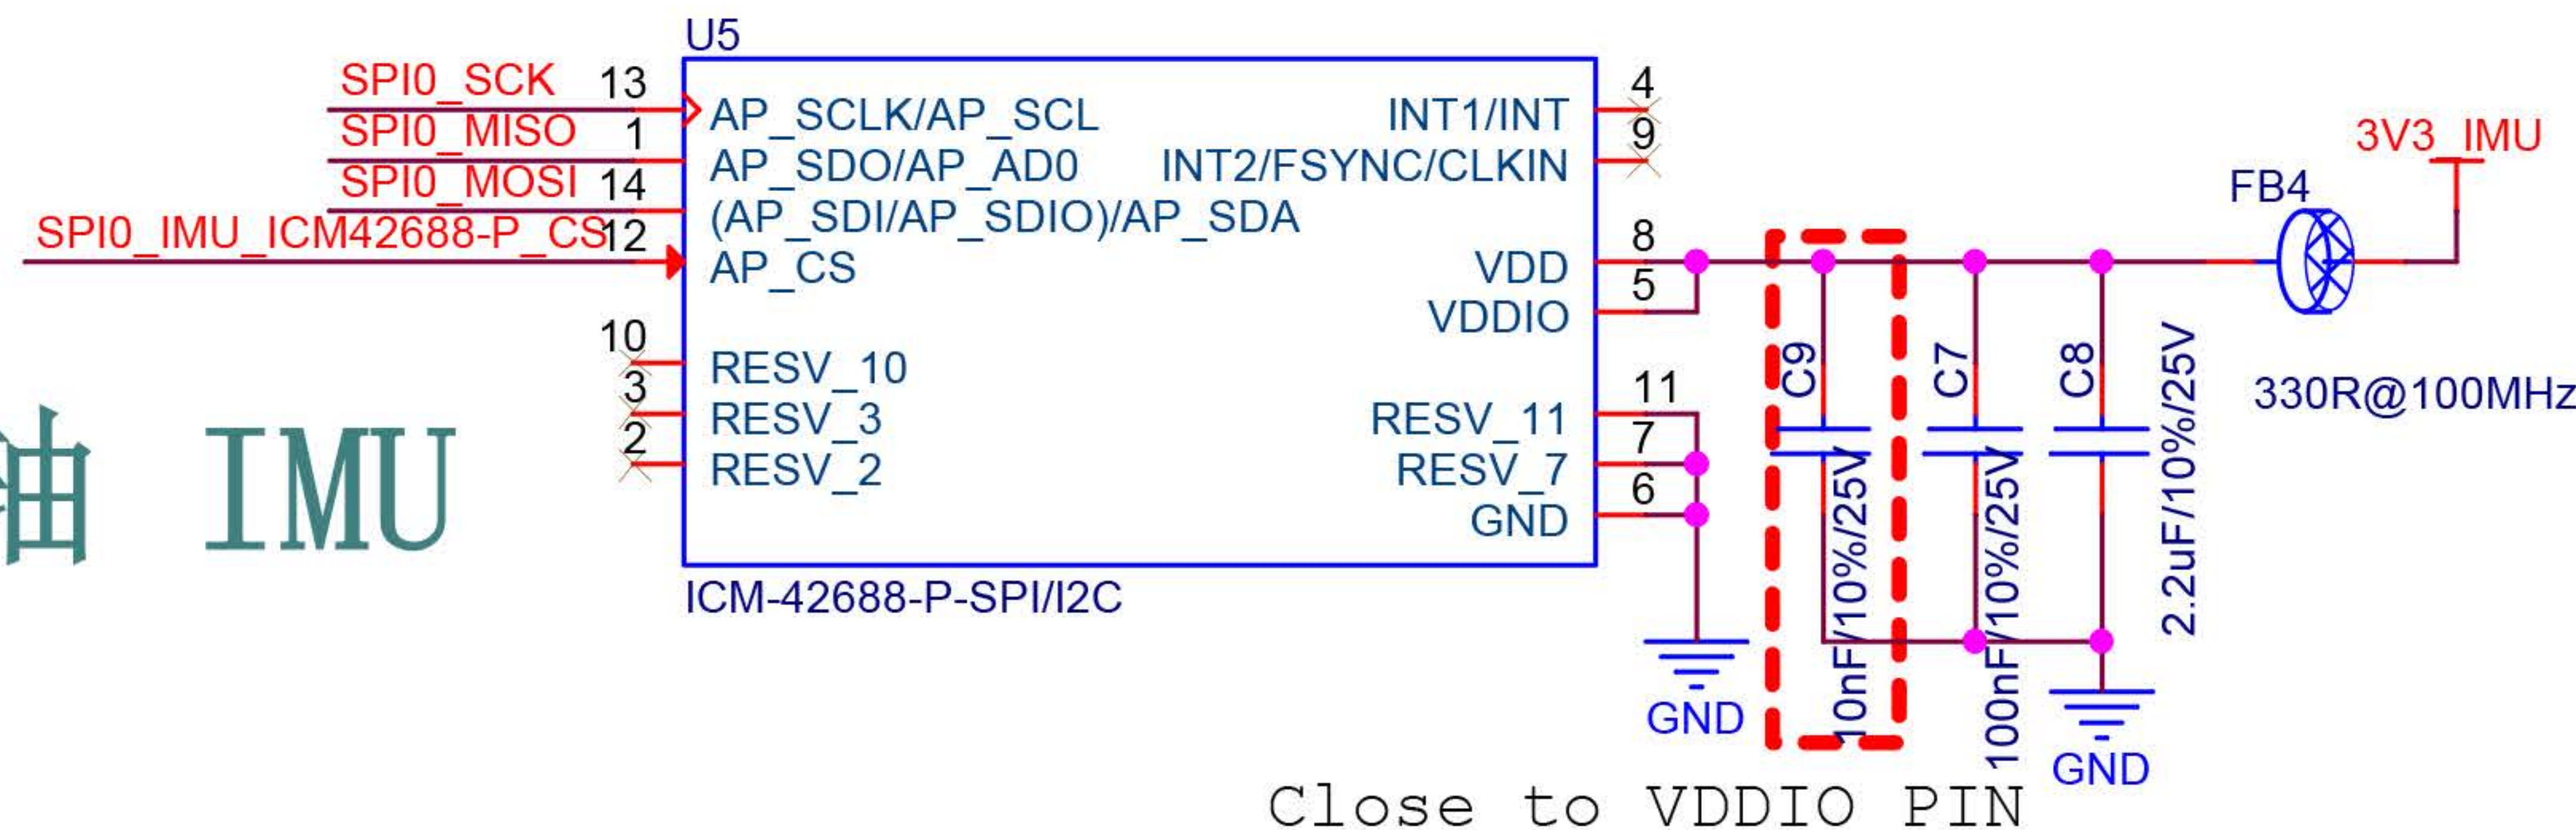 U5
SPI0_SCK
13
SPI0_MISO
1
SPI0_MOSI
14
SPI0_IMU_ICM42688-P_CS
12
10
3
2
AP_SCLK/AP_SCL
AP_SDO/AP_AD0
(AP_SDI/AP_SDIO)/AP_SDA
AP_CS
RESV_10
RESV_3
RESV_2
INT1/INT
INT2/FSYNC/CLKIN
VDD
VDDIO
RESV_11
RESV_7
GND
4
9
8
5
11
7
6
ICM-42688-P-SPI/I2C
GND
C9
10nF/10%/25V
C7
100nF/10%/25V
C8
2.2uF/10%/25V
GND
FB4
330R@100MHz
3V3_IMU
IMU
Close to VDDIO PIN